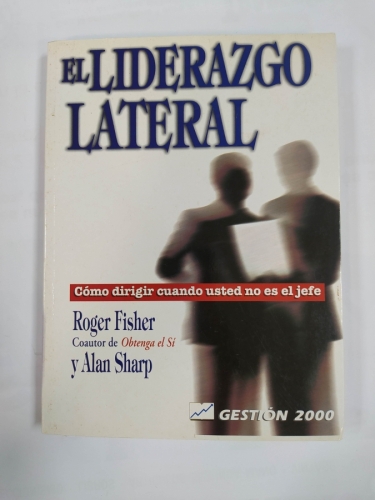 EL LIDERAZGO
LATERAL
Cómo dirigir cuando usted no es el jefe
Roger Fisher
Coautor de Obtenga el Sí
y Alan Sharp
GESTIÓN 2000